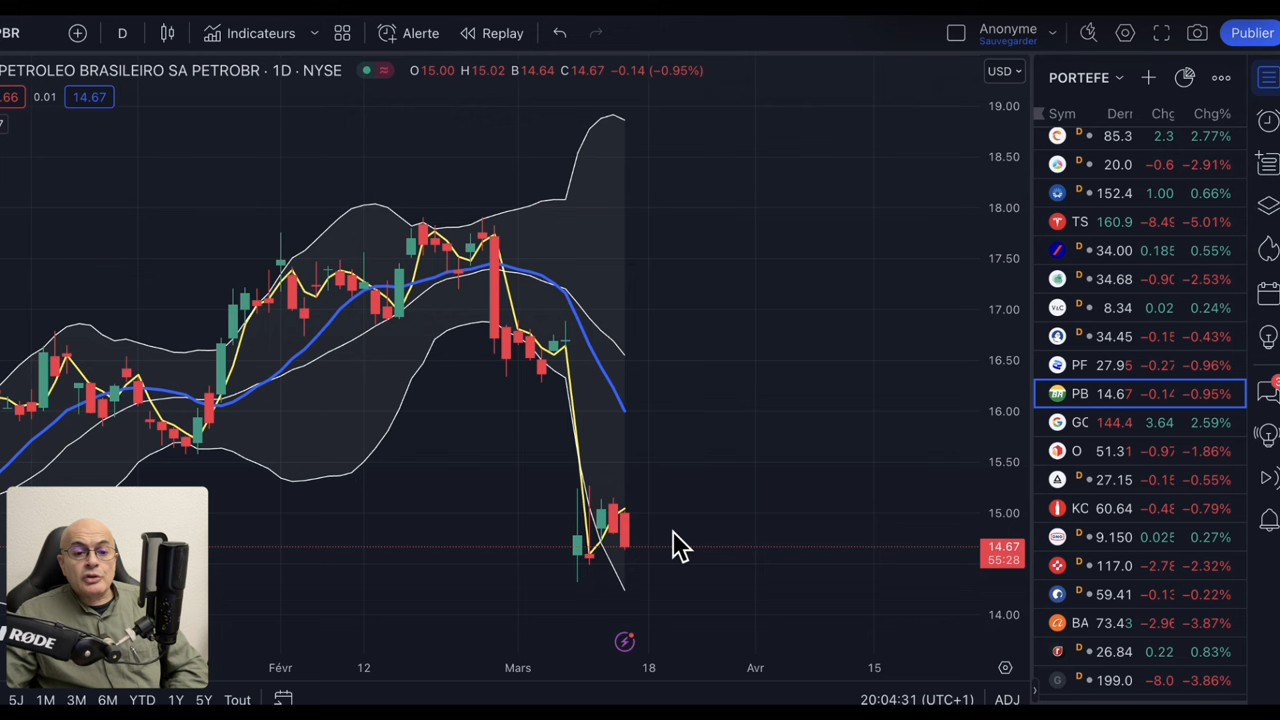 PBR D Indicateurs Alerte Replay Anonyme Sauvegarder Publier
PETROLEO BRASILEIRO SA PETROBR · 1D · NYSE O15.00 H15.02 B14.64 C14.67 −0.14 (−0.95%) USD
.66 0.01 14.67
7
19.00
18.50
18.00
17.50
17.00
16.50
16.00
15.50
15.00
14.67
55:28
14.00
Févr 12 Mars 18 Avr 15
5J 1M 3M 6M YTD 1Y 5Y Tout 20:04:31 (UTC+1) ADJ
RØDE
PORTEFE
Sym Derr Chg Chg%
D 85.3 2.3 2.77%
D 20.0 −0.6 −2.91%
D 152.4 1.00 0.66%
TS 160.9 −8.49 −5.01%
D 34.00 0.185 0.55%
D 34.68 −0.90 −2.53%
V&C D 8.34 0.02 0.24%
D 34.45 −0.15 −0.43%
PF 27.95 −0.27 −0.96%
BR PB 14.67 −0.14 −0.95%
G GC 144.4 3.64 2.59%
O 51.31 −0.97 −1.86%
D 27.15 −0.15 −0.55%
KC 60.64 −0.48 −0.79%
D 9.150 0.025 0.27%
D 117.0 −2.78 −2.32%
D 59.41 −0.13 −0.22%
BA 73.43 −2.96 −3.87%
D 26.84 0.22 0.83%
G D 199.0 −8.0 −3.86%